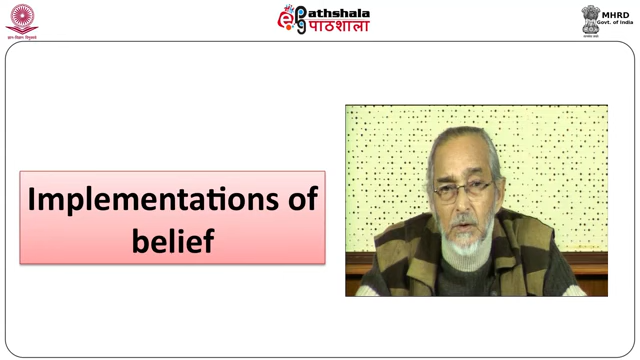 Pathshala
पाठशाला
MHRD
Govt. of India
Implementations of
belief